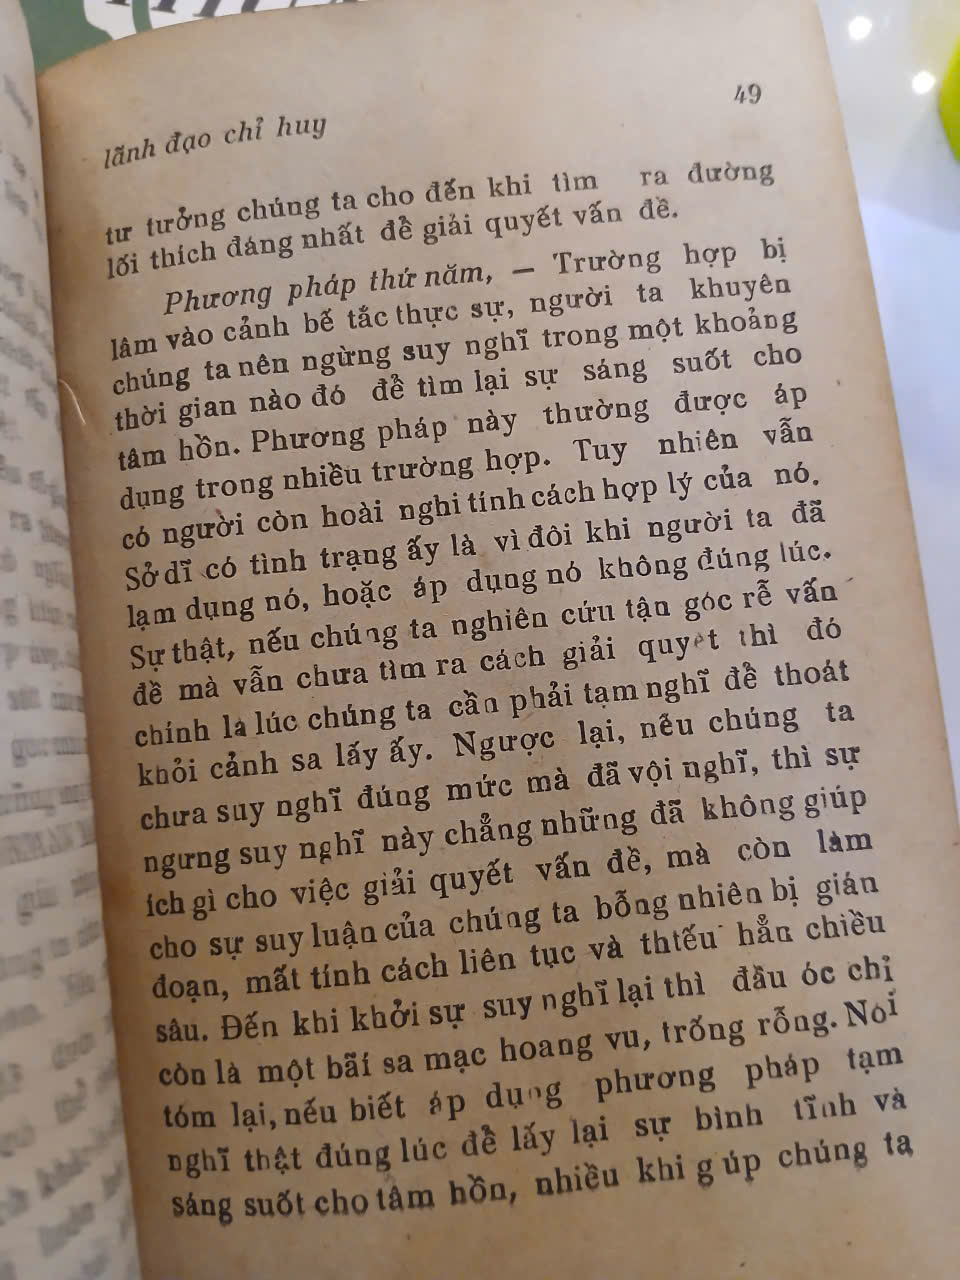 lãnh đạo chỉ huy
49
tư tưởng chúng ta cho đến khi tìm ra đường
lối thích đáng nhất để giải quyết vấn đề.
Phương pháp thứ năm, — Trường hợp bị
lâm vào cảnh bế tắc thực sự, người ta khuyên
chúng ta nên ngừng suy nghĩ trong một khoảng
thời gian nào đó để tìm lại sự sáng suốt cho
tâm hồn. Phương pháp này thường được áp
dụng trong nhiều trường hợp. Tuy nhiên vẫn
có người còn hoài nghi tính cách hợp lý của nó.
Sở dĩ có tình trạng ấy là vì đôi khi người ta đã
lạm dụng nó, hoặc áp dụng nó không đúng lúc.
Sự thật, nếu chúng ta nghiên cứu tận gốc rễ vấn
đề mà vẫn chưa tìm ra cách giải quyết thì đó
chính là lúc chúng ta cần phải tạm nghĩ để thoát
khỏi cảnh sa lấy ấy. Ngược lại, nếu chúng ta
chưa suy nghĩ đúng mức mà đã vội nghĩ, thì sự
ngưng suy nghĩ này chẳng những đã không giúp
ích gì cho việc giải quyết vấn đề, mà còn làm
cho sự suy luận của chúng ta bỗng nhiên bị gián
đoạn, mất tính cách liên tục và thtếu hẳn chiều
sâu. Đến khi khởi sự suy nghĩ lại thì đầu óc chỉ
còn là một bãi sa mạc hoang vu, trống rỗng. Nói
tóm lại, nếu biết áp dụng phương pháp tạm
nghĩ thật đúng lúc để lấy lại sự bình tĩnh và
sáng suốt cho tâm hồn, nhiều khi g úp chúng ta